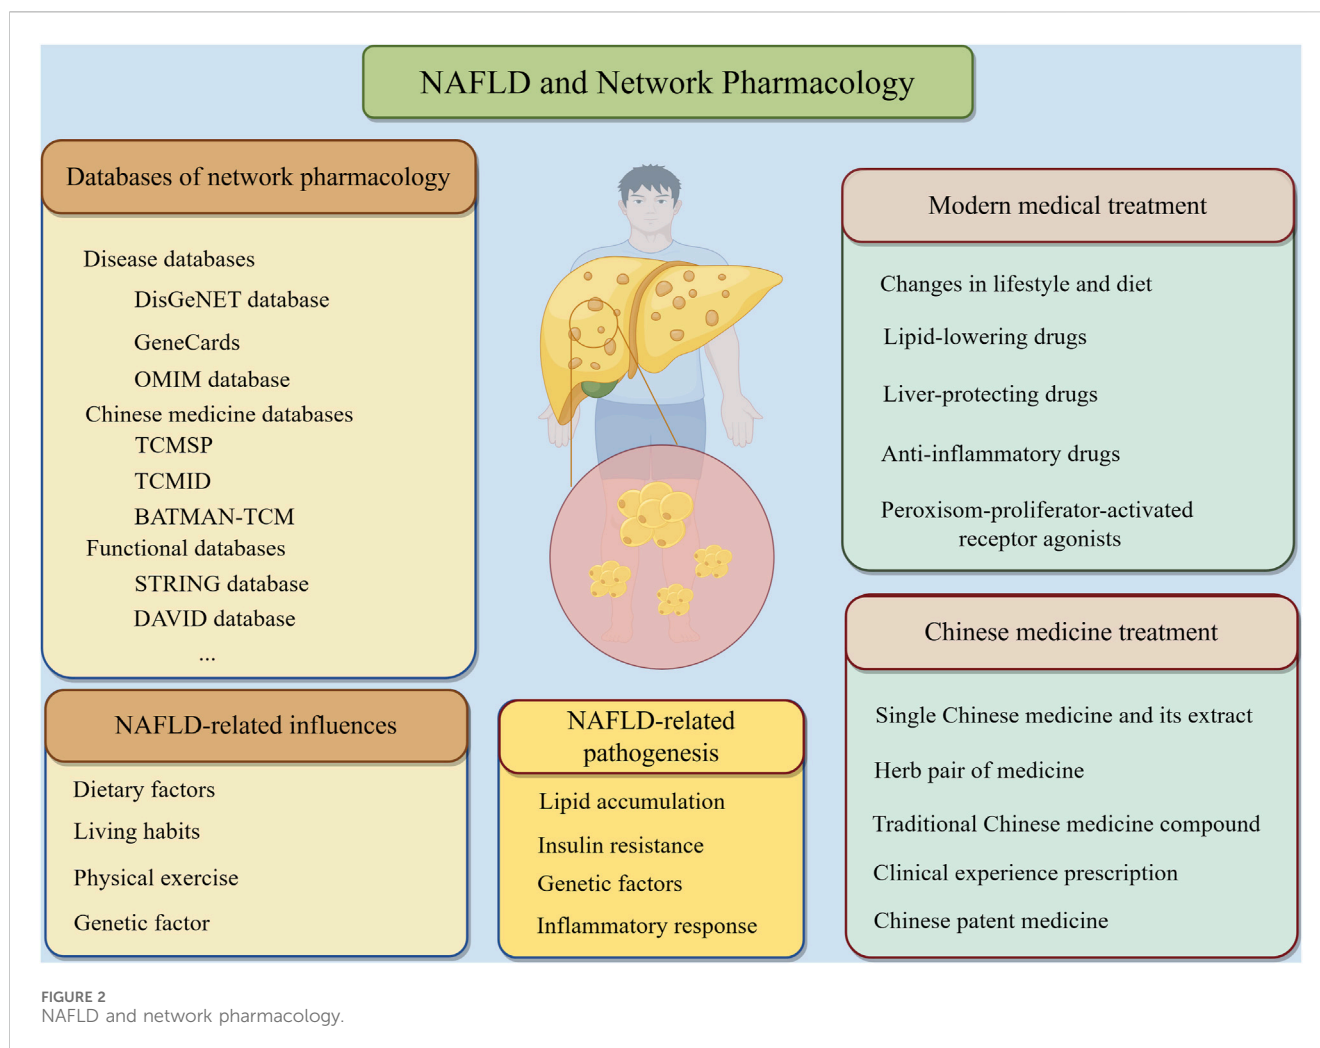 NAFLD and Network Pharmacology
Databases of network pharmacology
Disease databases
DisGeNET database
GeneCards
OMIM database
Chinese medicine databases
TCMSP
TCMID
BATMAN-TCM
Functional databases
STRING database
DAVID database
...
NAFLD-related influences
Dietary factors
Living habits
Physical exercise
Genetic factor
NAFLD-related
pathogenesis
Lipid accumulation
Insulin resistance
Genetic factors
Inflammatory response
Modern medical treatment
Changes in lifestyle and diet
Lipid-lowering drugs
Liver-protecting drugs
Anti-inflammatory drugs
Peroxisom-proliferator-activated
receptor agonists
Chinese medicine treatment
Single Chinese medicine and its extract
Herb pair of medicine
Traditional Chinese medicine compound
Clinical experience prescription
Chinese patent medicine
FIGURE 2
NAFLD and network pharmacology.